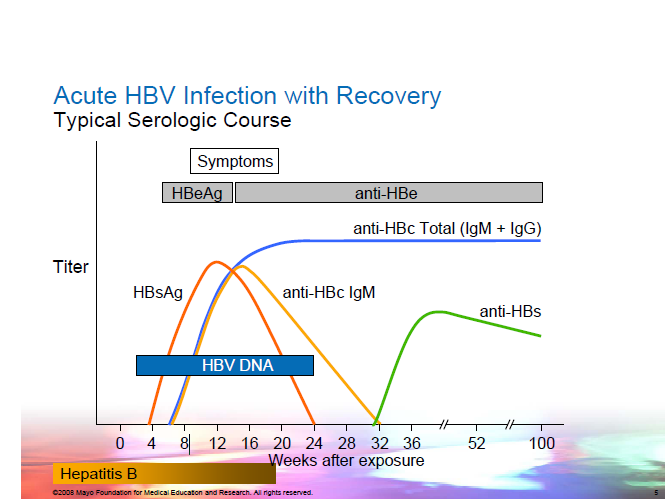 Acute HBV Infection with Recovery
Typical Serologic Course
Symptoms
HBeAg
anti-HBe
anti-HBc Total (IgM + IgG)
Titer
HBsAg
anti-HBc IgM
anti-HBs
HBV DNA
0 4 8 12 16 20 24 28 32 36 52 100
Weeks after exposure
Hepatitis B
©2008 Mayo Foundation for Medical Education and Research. All rights reserved.
5